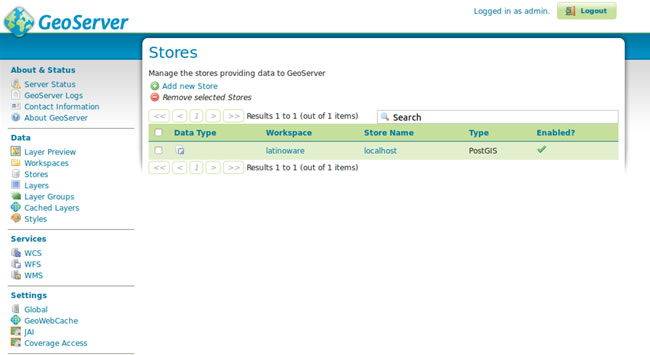 GeoServer
Logged in as admin. Logout
About & Status
Server Status
GeoServer Logs
Contact Information
About GeoServer
Data
Layer Preview
Workspaces
Stores
Layers
Layer Groups
Cached Layers
Styles
Services
WCS
WFS
WMS
Settings
Global
GeoWebCache
JAI
Coverage Access
Stores
Manage the stores providing data to GeoServer
Add new Store
Remove selected Stores
<< < 1 > >> Results 1 to 1 (out of 1 items) Search
Data Type Workspace Store Name Type Enabled?
latinoware localhost PostGIS
<< < 1 > >> Results 1 to 1 (out of 1 items)